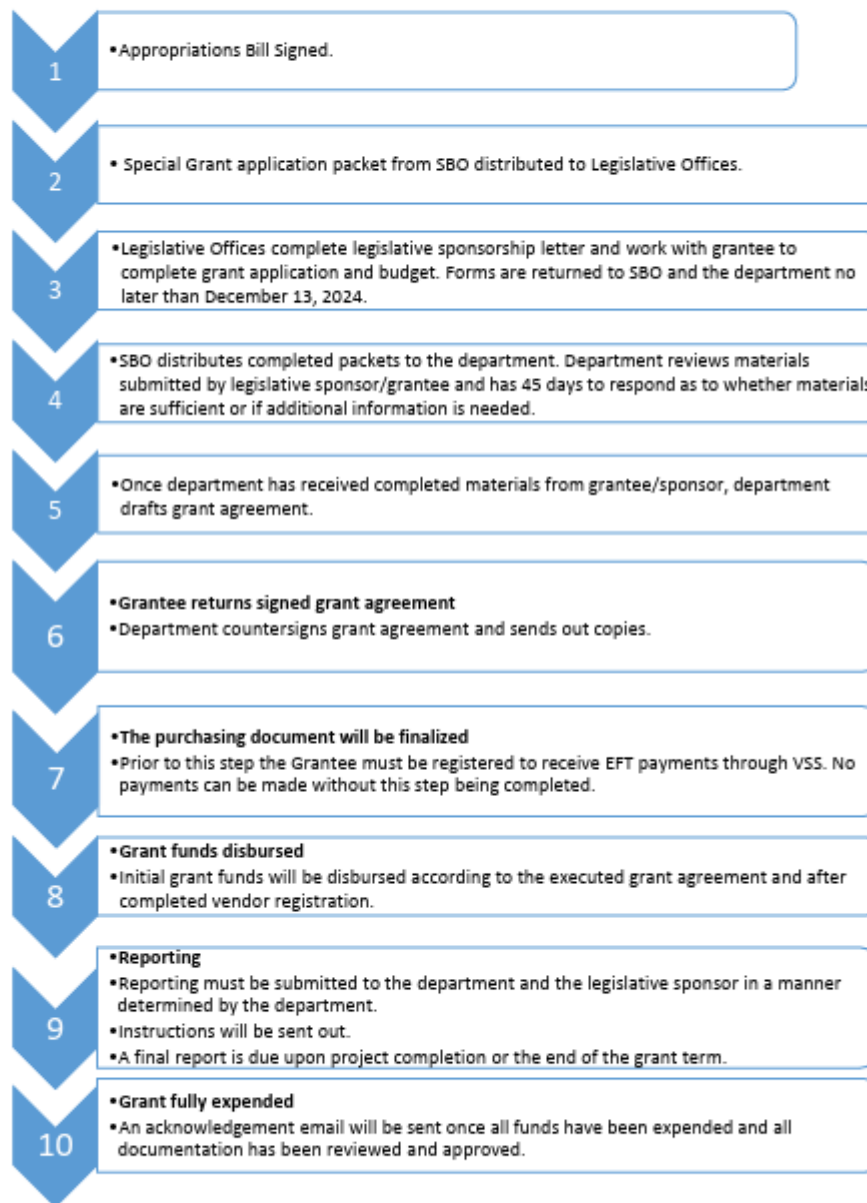 1
•Appropriations Bill Signed.
2
• Special Grant application packet from SBO distributed to Legislative Offices.
3
•Legislative Offices complete legislative sponsorship letter and work with grantee to
complete grant application and budget. Forms are returned to SBO and the department no
later than December 13, 2024.
4
•SBO distributes completed packets to the department. Department reviews materials
submitted by legislative sponsor/grantee and has 45 days to respond as to whether materials
are sufficient or if additional information is needed.
5
•Once department has received completed materials from grantee/sponsor, department
drafts grant agreement.
6
•Grantee returns signed grant agreement
•Department countersigns grant agreement and sends out copies.
7
•The purchasing document will be finalized
•Prior to this step the Grantee must be registered to receive EFT payments through VSS. No
payments can be made without this step being completed.
8
•Grant funds disbursed
•Initial grant funds will be disbursed according to the executed grant agreement and after
completed vendor registration.
9
•Reporting
•Reporting must be submitted to the department and the legislative sponsor in a manner
determined by the department.
•Instructions will be sent out.
•A final report is due upon project completion or the end of the grant term.
10
•Grant fully expended
•An acknowledgement email will be sent once all funds have been expended and all
documentation has been reviewed and approved.